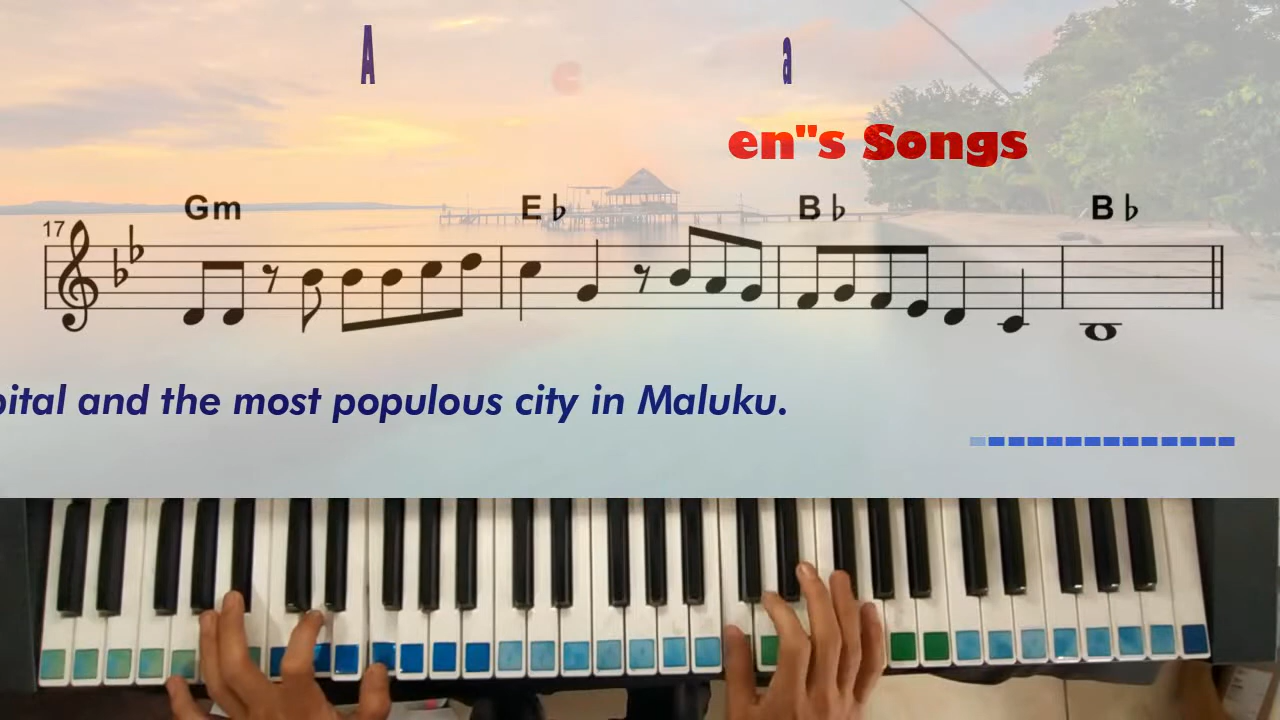 A a
c
en"s Songs
Gm E♭ B♭ B♭
17
pital and the most populous city in Maluku.